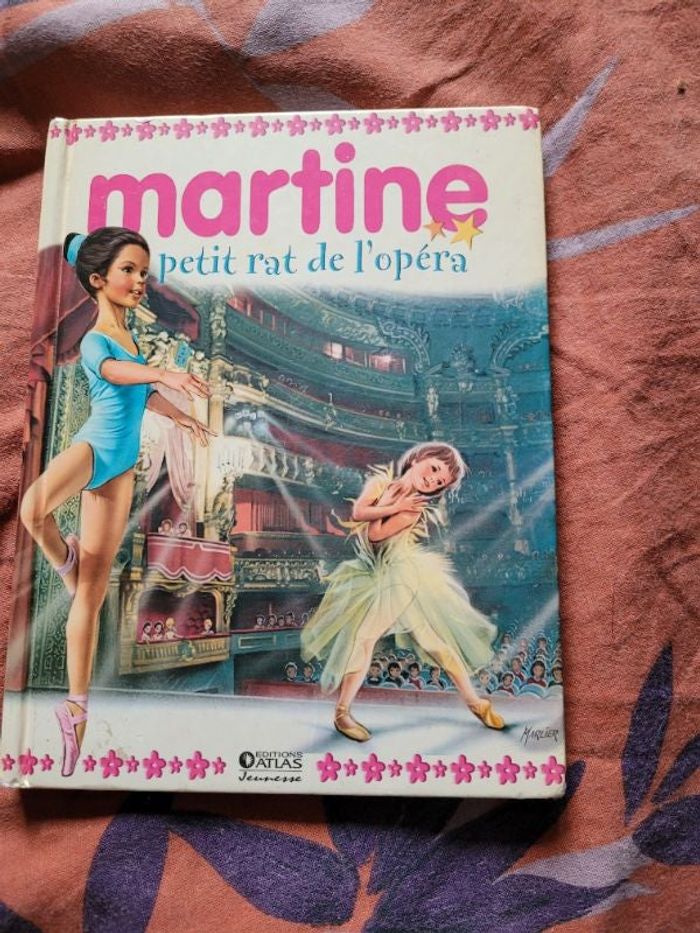 martine
petit rat de l'opéra
MARLIER
EDITIONS
ATLAS
Jeunesse